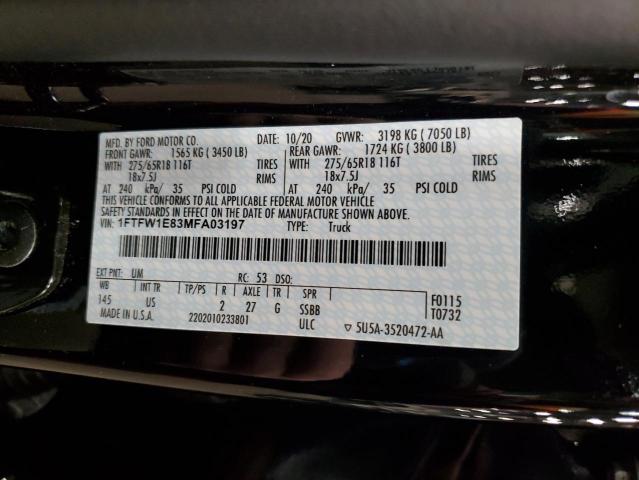 MFD. BY FORD MOTOR CO. DATE: 10/20 GVWR: 3198 KG ( 7050 LB)
FRONT GAWR: 1565 KG ( 3450 LB) REAR GAWR: 1724 KG ( 3800 LB)
WITH 275/65R18 116T TIRES WITH 275/65R18 116T TIRES
18x7.5J RIMS 18x7.5J RIMS
AT 240 kPa/ 35 PSI COLD AT 240 kPa/ 35 PSI COLD
THIS VEHICLE CONFORMS TO ALL APPLICABLE FEDERAL MOTOR VEHICLE
SAFETY AND THEFT PREVENTION STANDARDS IN EFFECT ON THE DATE OF MANUFACTURE SHOWN ABOVE.
VIN: 1FTFW1E83MFA03197 TYPE: Truck
EXT PNT: UM RC: 53 DSO:
WB INT TR TP/PS R AXLE TR SPR F0115
145 US 2 27 G SSBB T0732
MADE IN U.S.A. 2202010233801 ULC ▽ 5U5A-3520472-AA